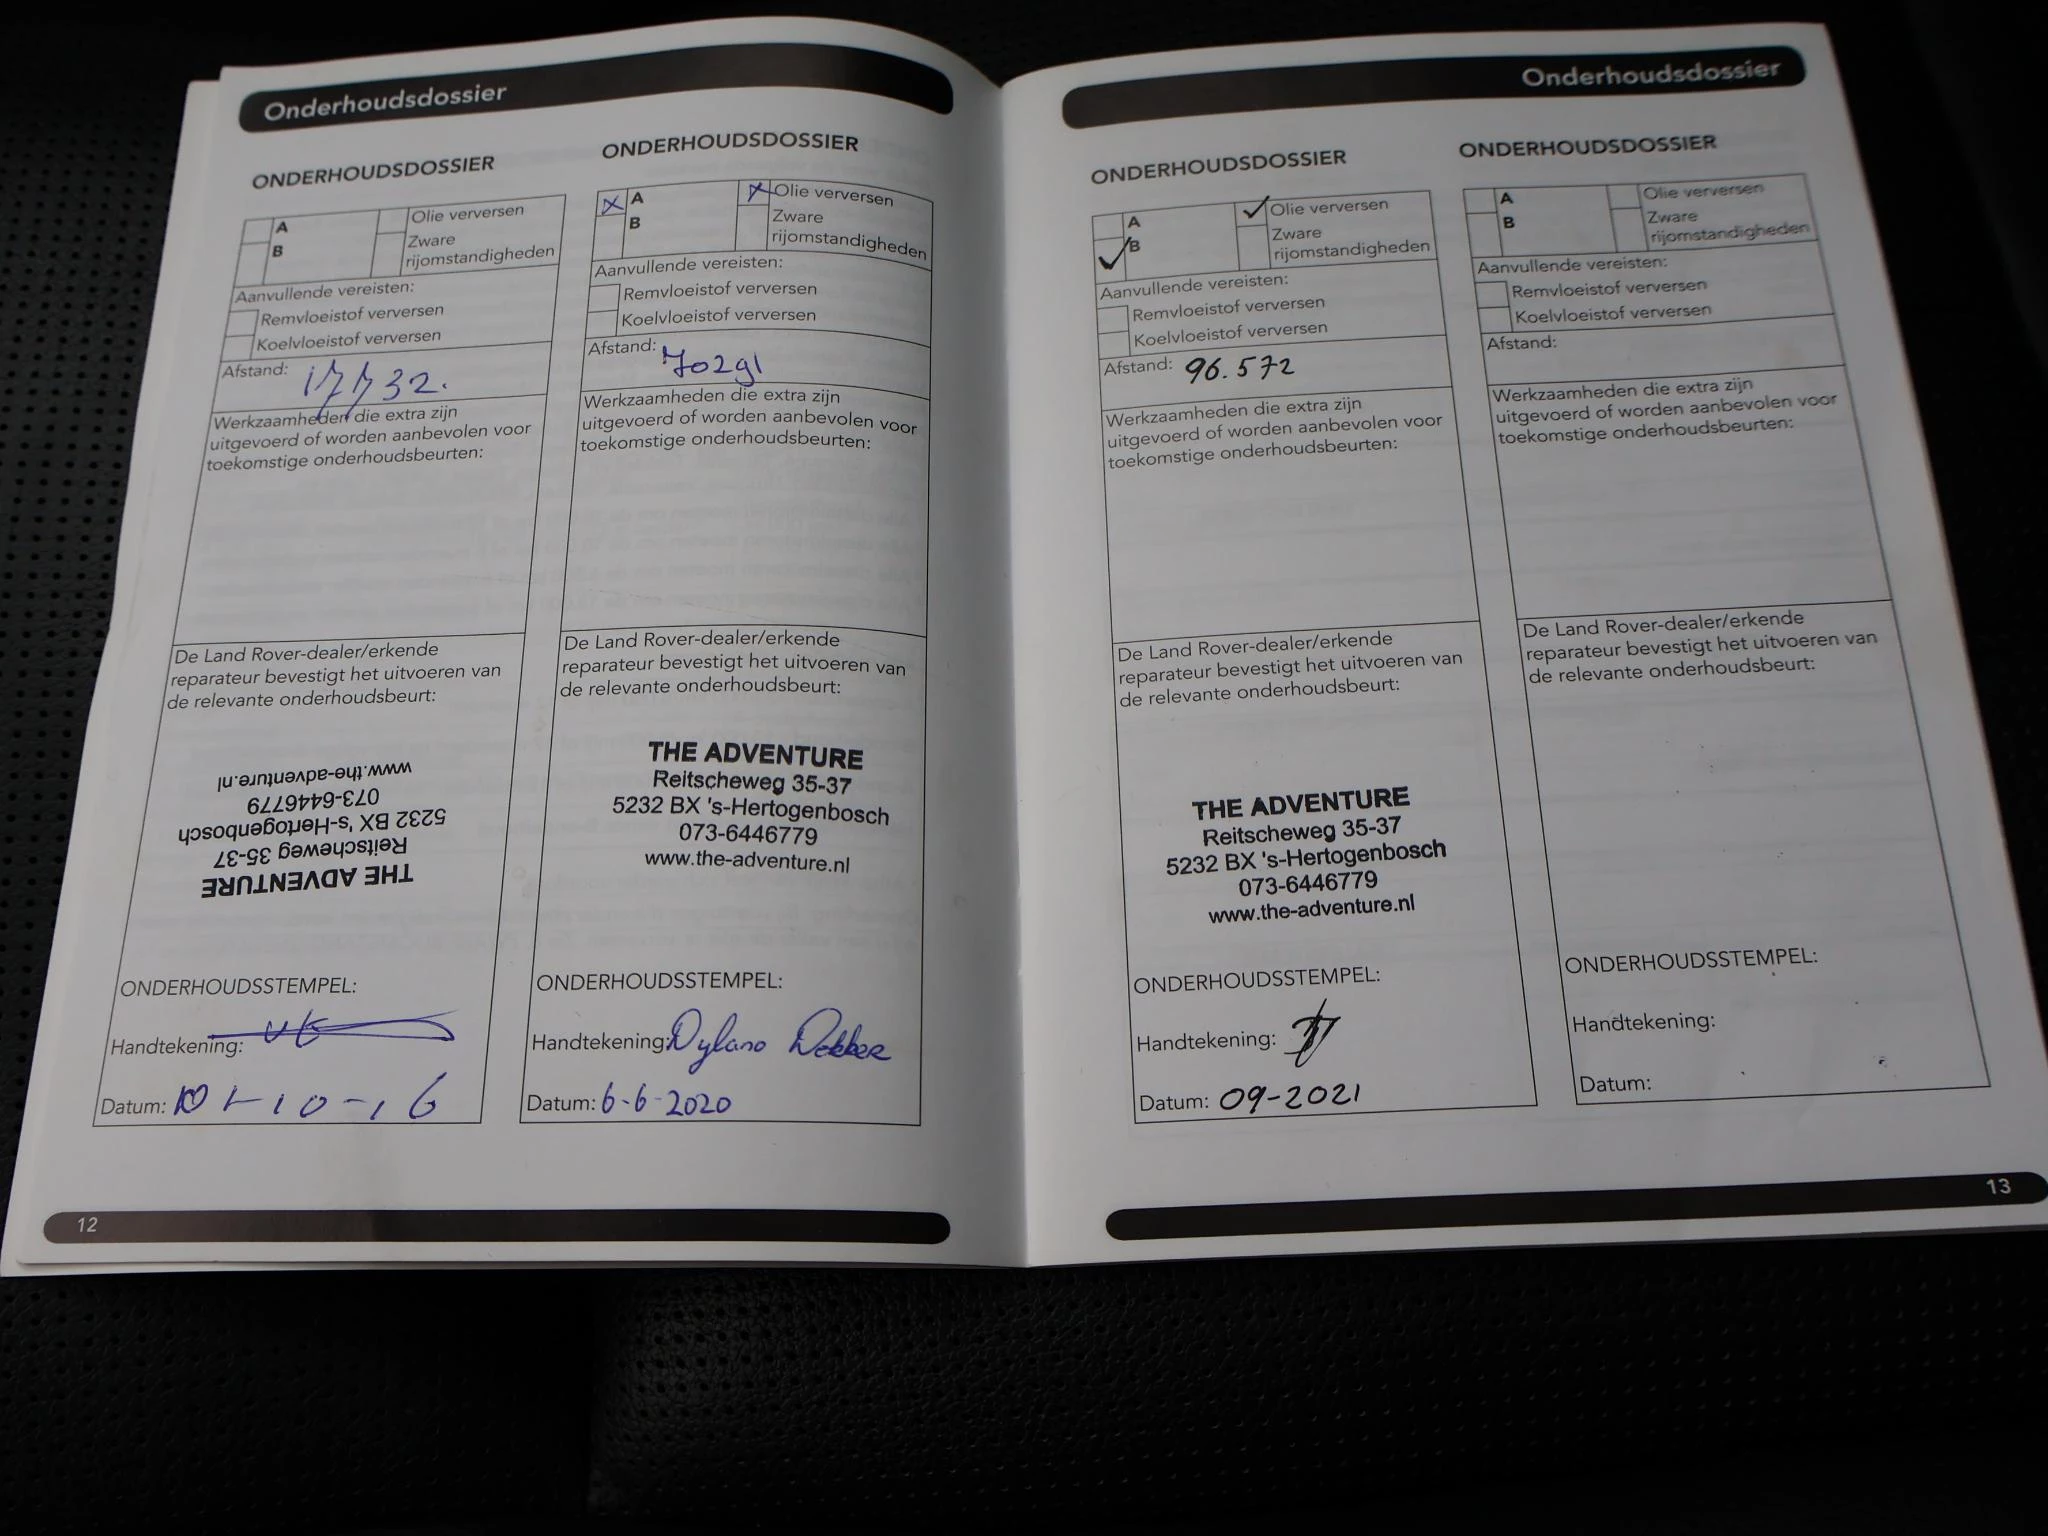 Onderhoudsdossier
ONDERHOUDSDOSSIER
A
Olie verversen
B
Zware
rijomstandigheden
Aanvullende vereisten:
Remvloeistof verversen
Koelvloeistof verversen
Afstand: 17732.
Werkzaamheden die extra zijn
uitgevoerd of worden aanbevolen voor
toekomstige onderhoudsbeurten:
De Land Rover-dealer/erkende
reparateur bevestigt het uitvoeren van
de relevante onderhoudsbeurt:
THE ADVENTURE
Reitscheweg 35-37
5232 BX 's-Hertogenbosch
073-6446779
www.the-adventure.nl
ONDERHOUDSSTEMPEL:
Handtekening:
Datum: 01-10-16
ONDERHOUDSDOSSIER
A
Olie verversen
B
Zware
rijomstandigheden
Aanvullende vereisten:
Remvloeistof verversen
Koelvloeistof verversen
Afstand: 70291
Werkzaamheden die extra zijn
uitgevoerd of worden aanbevolen voor
toekomstige onderhoudsbeurten:
De Land Rover-dealer/erkende
reparateur bevestigt het uitvoeren van
de relevante onderhoudsbeurt:
THE ADVENTURE
Reitscheweg 35-37
5232 BX 's-Hertogenbosch
073-6446779
www.the-adventure.nl
ONDERHOUDSSTEMPEL:
Handtekening: Dylano Dekker
Datum: 6-6-2020
12
Onderhoudsdossier
ONDERHOUDSDOSSIER
A
Olie verversen
B
Zware
rijomstandigheden
Aanvullende vereisten:
Remvloeistof verversen
Koelvloeistof verversen
Afstand: 96.572
Werkzaamheden die extra zijn
uitgevoerd of worden aanbevolen voor
toekomstige onderhoudsbeurten:
De Land Rover-dealer/erkende
reparateur bevestigt het uitvoeren van
de relevante onderhoudsbeurt:
THE ADVENTURE
Reitscheweg 35-37
5232 BX 's-Hertogenbosch
073-6446779
www.the-adventure.nl
ONDERHOUDSSTEMPEL:
Handtekening:
Datum: 09-2021
ONDERHOUDSDOSSIER
A
Olie verversen
B
Zware
rijomstandigheden
Aanvullende vereisten:
Remvloeistof verversen
Koelvloeistof verversen
Afstand:
Werkzaamheden die extra zijn
uitgevoerd of worden aanbevolen voor
toekomstige onderhoudsbeurten:
De Land Rover-dealer/erkende
reparateur bevestigt het uitvoeren van
de relevante onderhoudsbeurt:
ONDERHOUDSSTEMPEL:
Handtekening:
Datum:
13